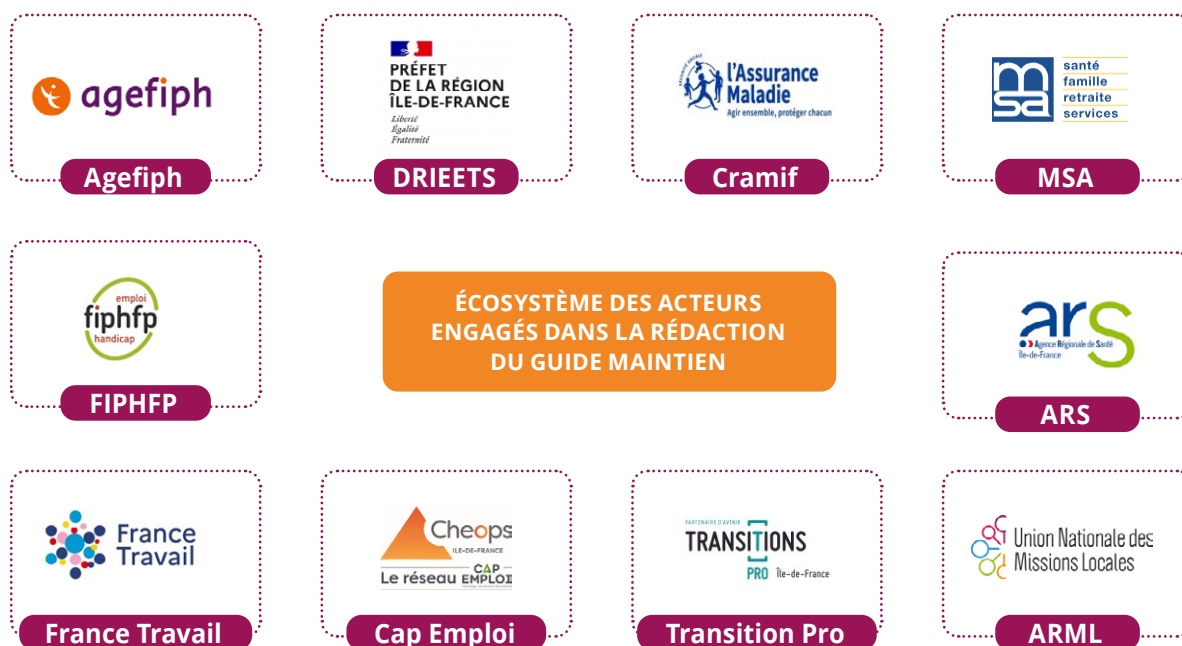 agefiph
Agefiph
PRÉFET
DE LA RÉGION
ÎLE-DE-FRANCE
Liberté
Égalité
Fraternité
DRIEETS
SÉCURITÉ SOCIALE
l'Assurance
Maladie
Agir ensemble, protéger chacun
Cramif
msa
santé
famille
retraite
services
MSA
emploi
fiphfp
handicap
FIPHFP
ÉCOSYSTÈME DES ACTEURS
ENGAGÉS DANS LA RÉDACTION
DU GUIDE MAINTIEN
ars
Agence Régionale de Santé
Île-de-France
ARS
France
Travail
France Travail
Cheops
ILE-DE-FRANCE
Le réseau CAP EMPLOI
Cap Emploi
PARTENAIRE D'AVENIR
TRANSITIONS
PRO Île-de-France
Transition Pro
Union Nationale des
Missions Locales
ARML